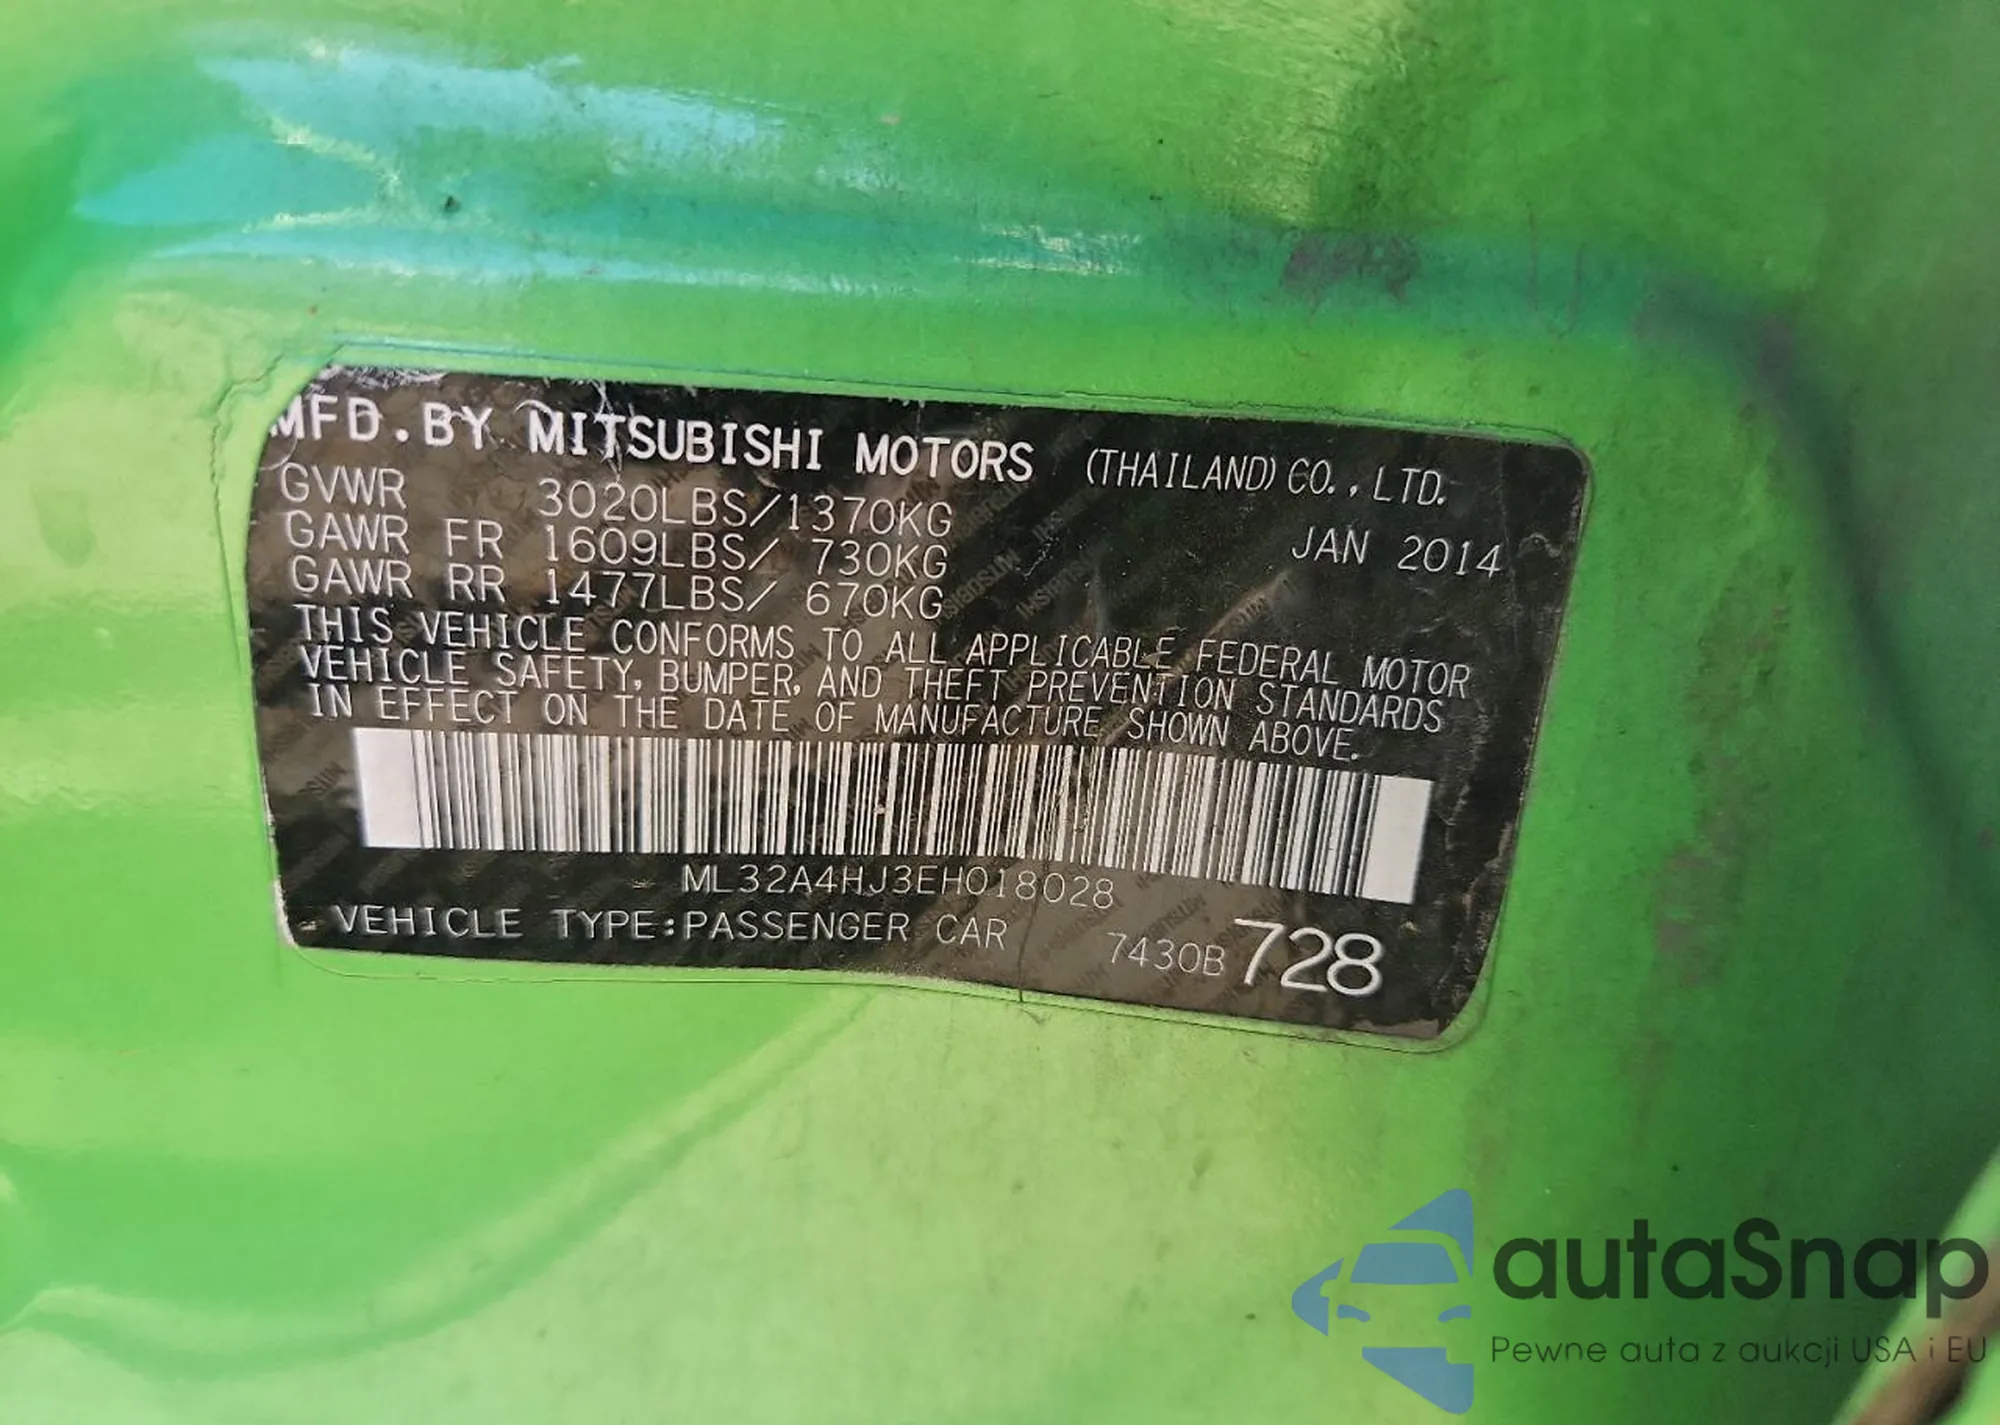 MFD.BY MITSUBISHI MOTORS (THAILAND) CO., LTD.
GVWR 3020LBS/1370KG JAN 2014
GAWR FR 1609LBS/ 730KG
GAWR RR 1477LBS/ 670KG
THIS VEHICLE CONFORMS TO ALL APPLICABLE FEDERAL MOTOR
VEHICLE SAFETY, BUMPER, AND THEFT PREVENTION STANDARDS
IN EFFECT ON THE DATE OF MANUFACTURE SHOWN ABOVE.
ML32A4HJ3EH018028
VEHICLE TYPE:PASSENGER CAR 7430B 728
autaSnap
Pewne auta z aukcji USA i EU